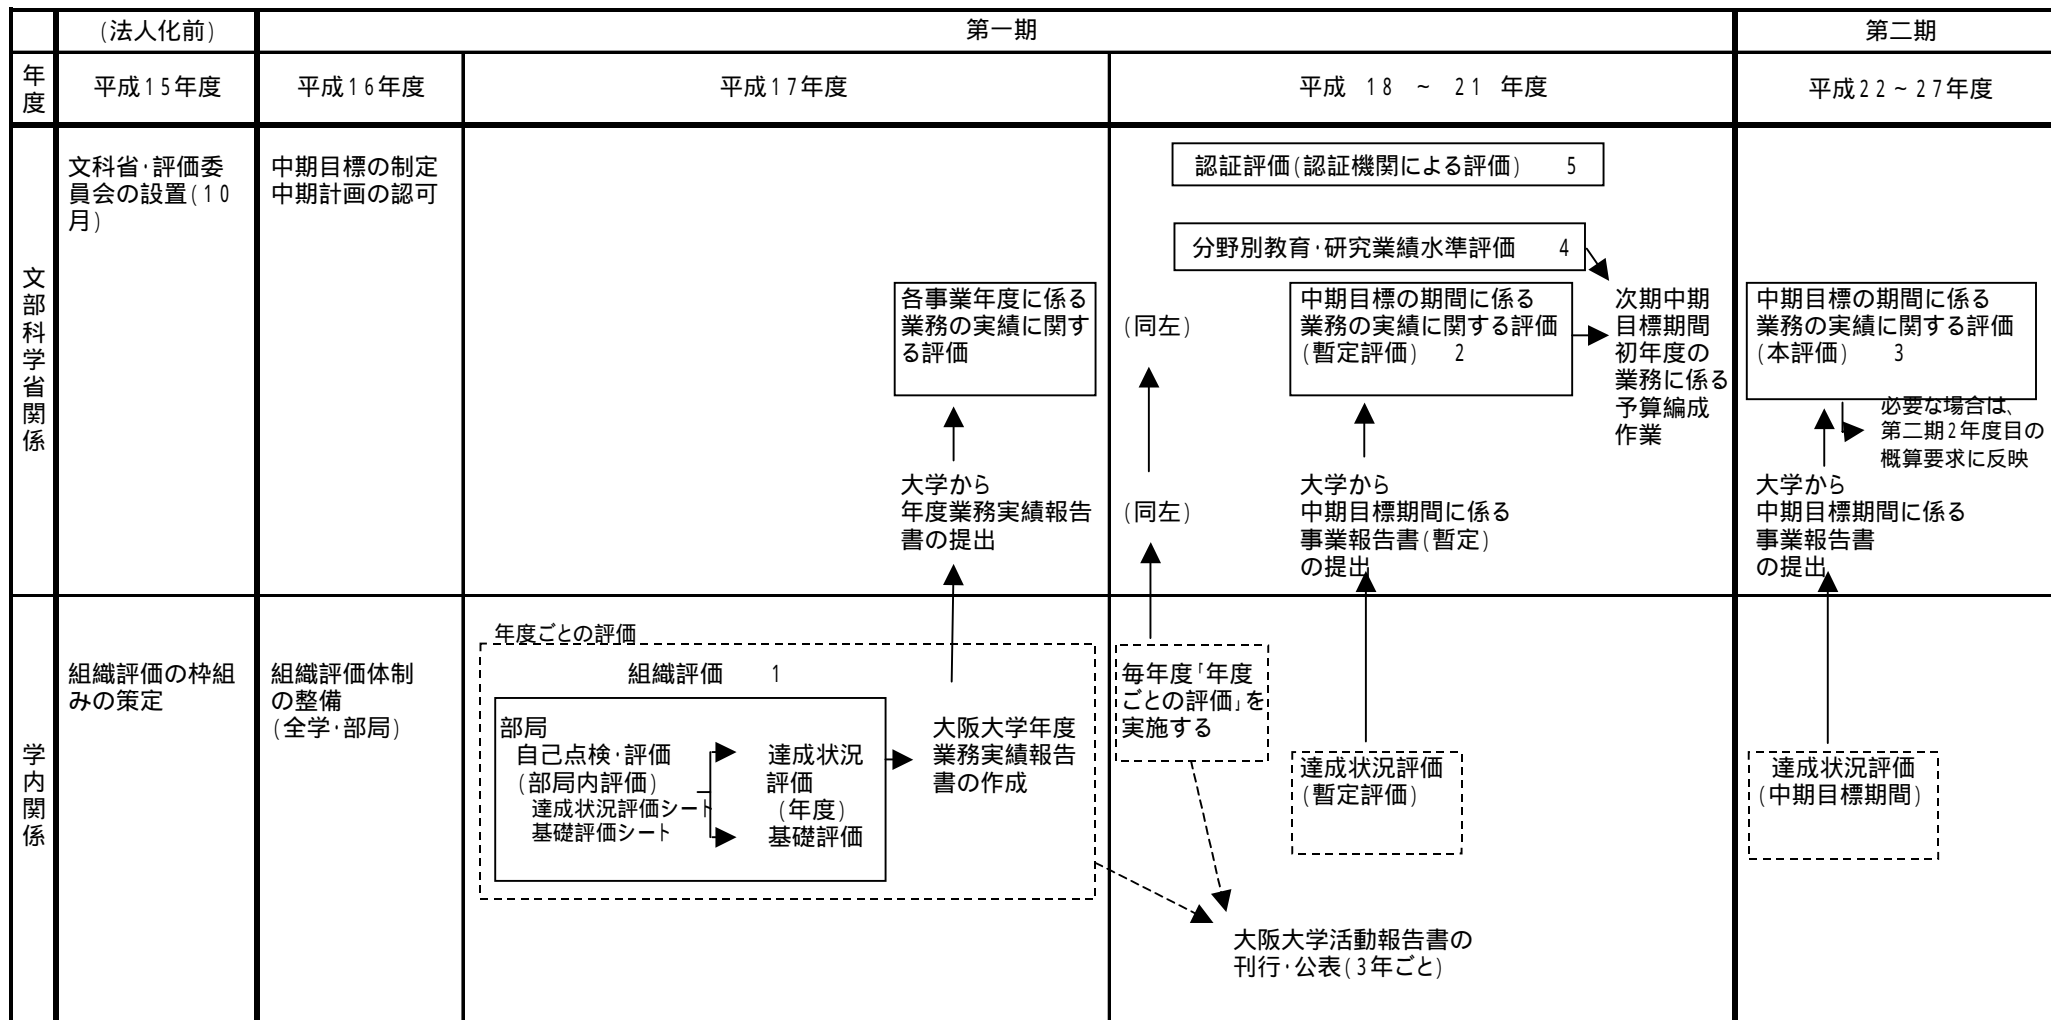 (法人化前)
第一期
第二期
年度
平成15年度
平成16年度
平成17年度
平成 18 ~ 21 年度
平成22~27年度
文部科学省関係
文科省･評価委
員会の設置(10
月)
中期目標の制定
中期計画の認可
各事業年度に係る
業務の実績に関す
る評価
大学から
年度業務実績報告
書の提出
認証評価(認証機関による評価) 5
分野別教育･研究業績水準評価 4
(同左)
(同左)
中期目標の期間に係る
業務の実績に関する評価
(暫定評価) 2
大学から
中期目標期間に係る
事業報告書(暫定)
の提出
次期中期
目標期間
初年度の
業務に係る
予算編成
作業
中期目標の期間に係る
業務の実績に関する評価
(本評価) 3
必要な場合は、
第二期2年度目の
概算要求に反映
大学から
中期目標期間に係る
事業報告書
の提出
学内関係
組織評価の枠組
みの策定
組織評価体制
の整備
(全学･部局)
年度ごとの評価
組織評価 1
部局
自己点検･評価
(部局内評価)
達成状況評価シート
基礎評価シート
達成状況
評価
(年度)
基礎評価
大阪大学年度
業務実績報告
書の作成
毎年度｢年度
ごとの評価｣を
実施する
達成状況評価
(暫定評価)
達成状況評価
(中期目標期間)
大阪大学活動報告書の
刊行･公表(3年ごと)